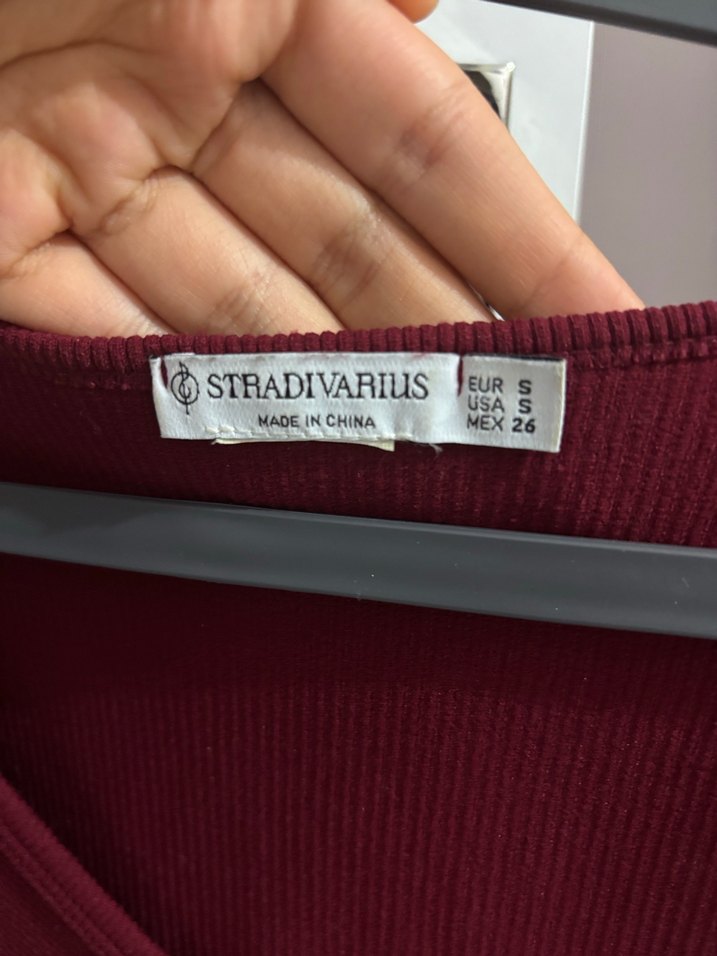 STRADIVARIUS
MADE IN CHINA
EUR S
USA S
MEX 26